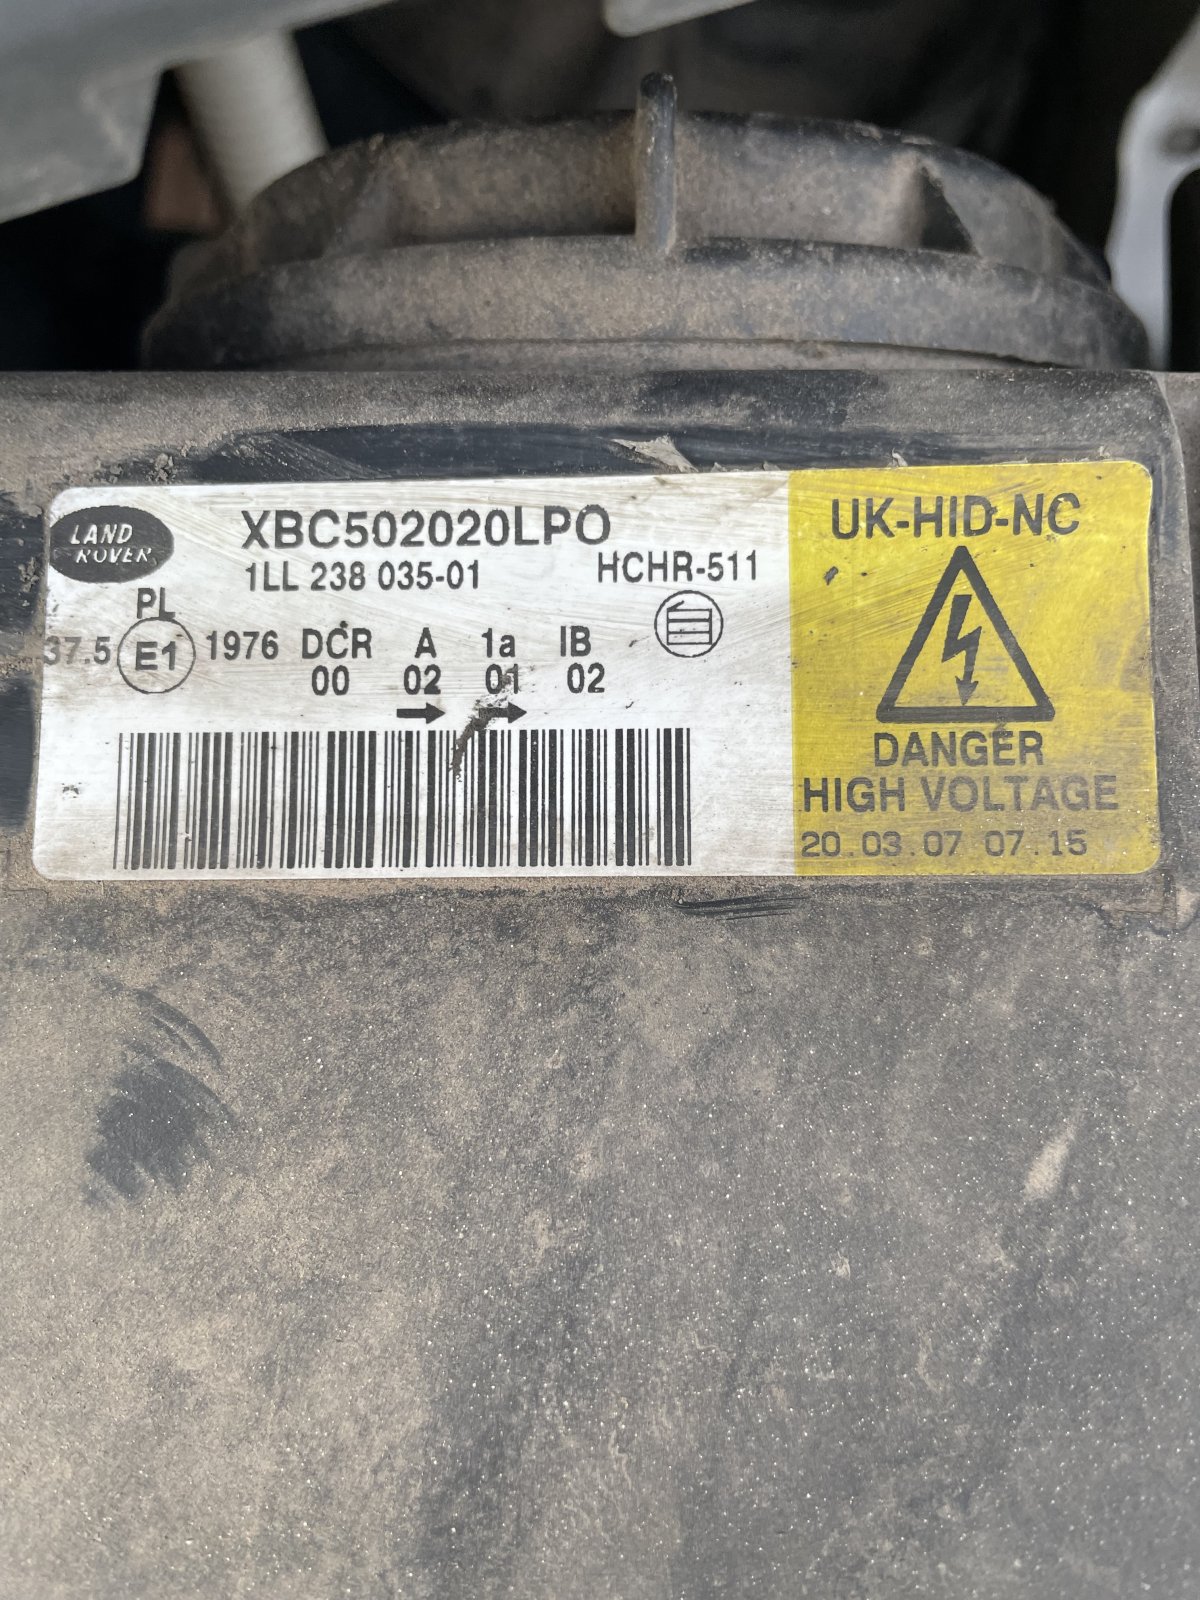 LAND
ROVER
XBC502020LPO
1LL 238 035-01
HCHR-511
PL
37.5 E1 1976 DCR A 1a IB
00 02 01 02
UK-HID-NC
DANGER
HIGH VOLTAGE
20.03.07 07.15